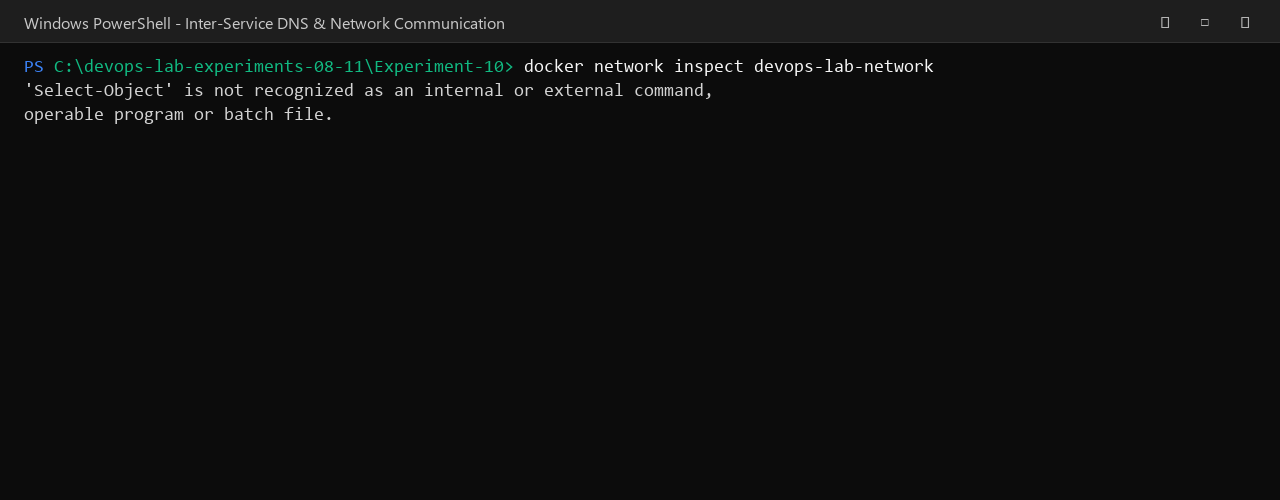 Windows PowerShell - Inter-Service DNS & Network Communication
PS C:\devops-lab-experiments-08-11\Experiment-10> docker network inspect devops-lab-network
'Select-Object' is not recognized as an internal or external command,
operable program or batch file.